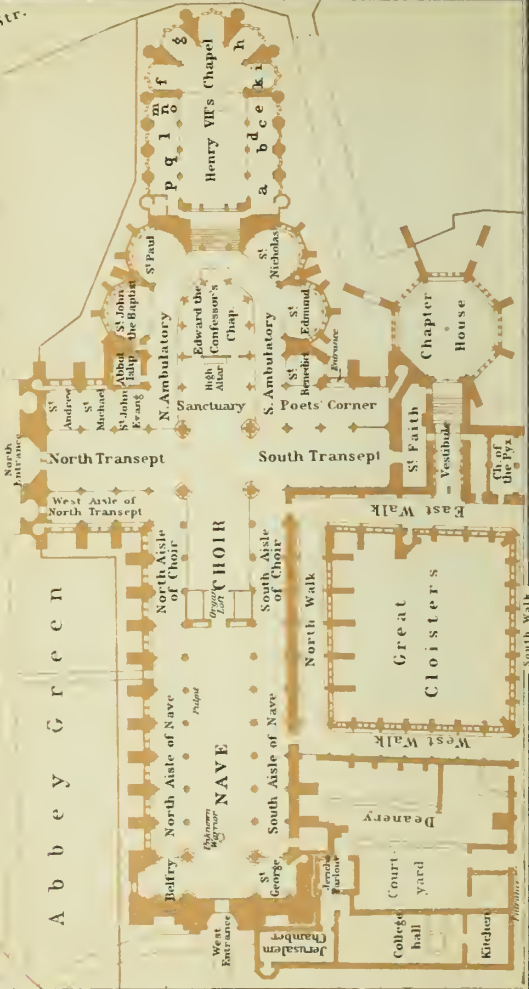 str.
g
h
f
i
k
m
o
n
l
q
p
e
c
d
b
a
Henry VII's Chapel
St Paul
St Nicholas
St John
the Baptist
Abbot
Islip
N. Ambulatory
Edward the
Confessor's
Chap.
High
Altar
S. Ambulatory
St
Edmund
St
Benedict
Entrance
Chapter
House
St
Andrew
St
Michael
St John
Evang
Sanctuary
Poets' Corner
St Faith
Vestibule
Ch. of
the Pyx
North
Entrance
North Transept
South Transept
West Aisle of
North Transept
East Walk
Abbey Green
North Aisle
of Choir
CHOIR
Organ
Loft
South Aisle
of Choir
North Walk
Great
Cloisters
South Walk
West Walk
North Aisle of Nave
Pulpit
NAVE
South Aisle of Nave
Unknown
Warrior
Deanery
Belfry
St
George
Jericho
Parlour
Court
yard
West
Entrance
Jerusalem
Chamber
College
hall
Kitchen
Entrance